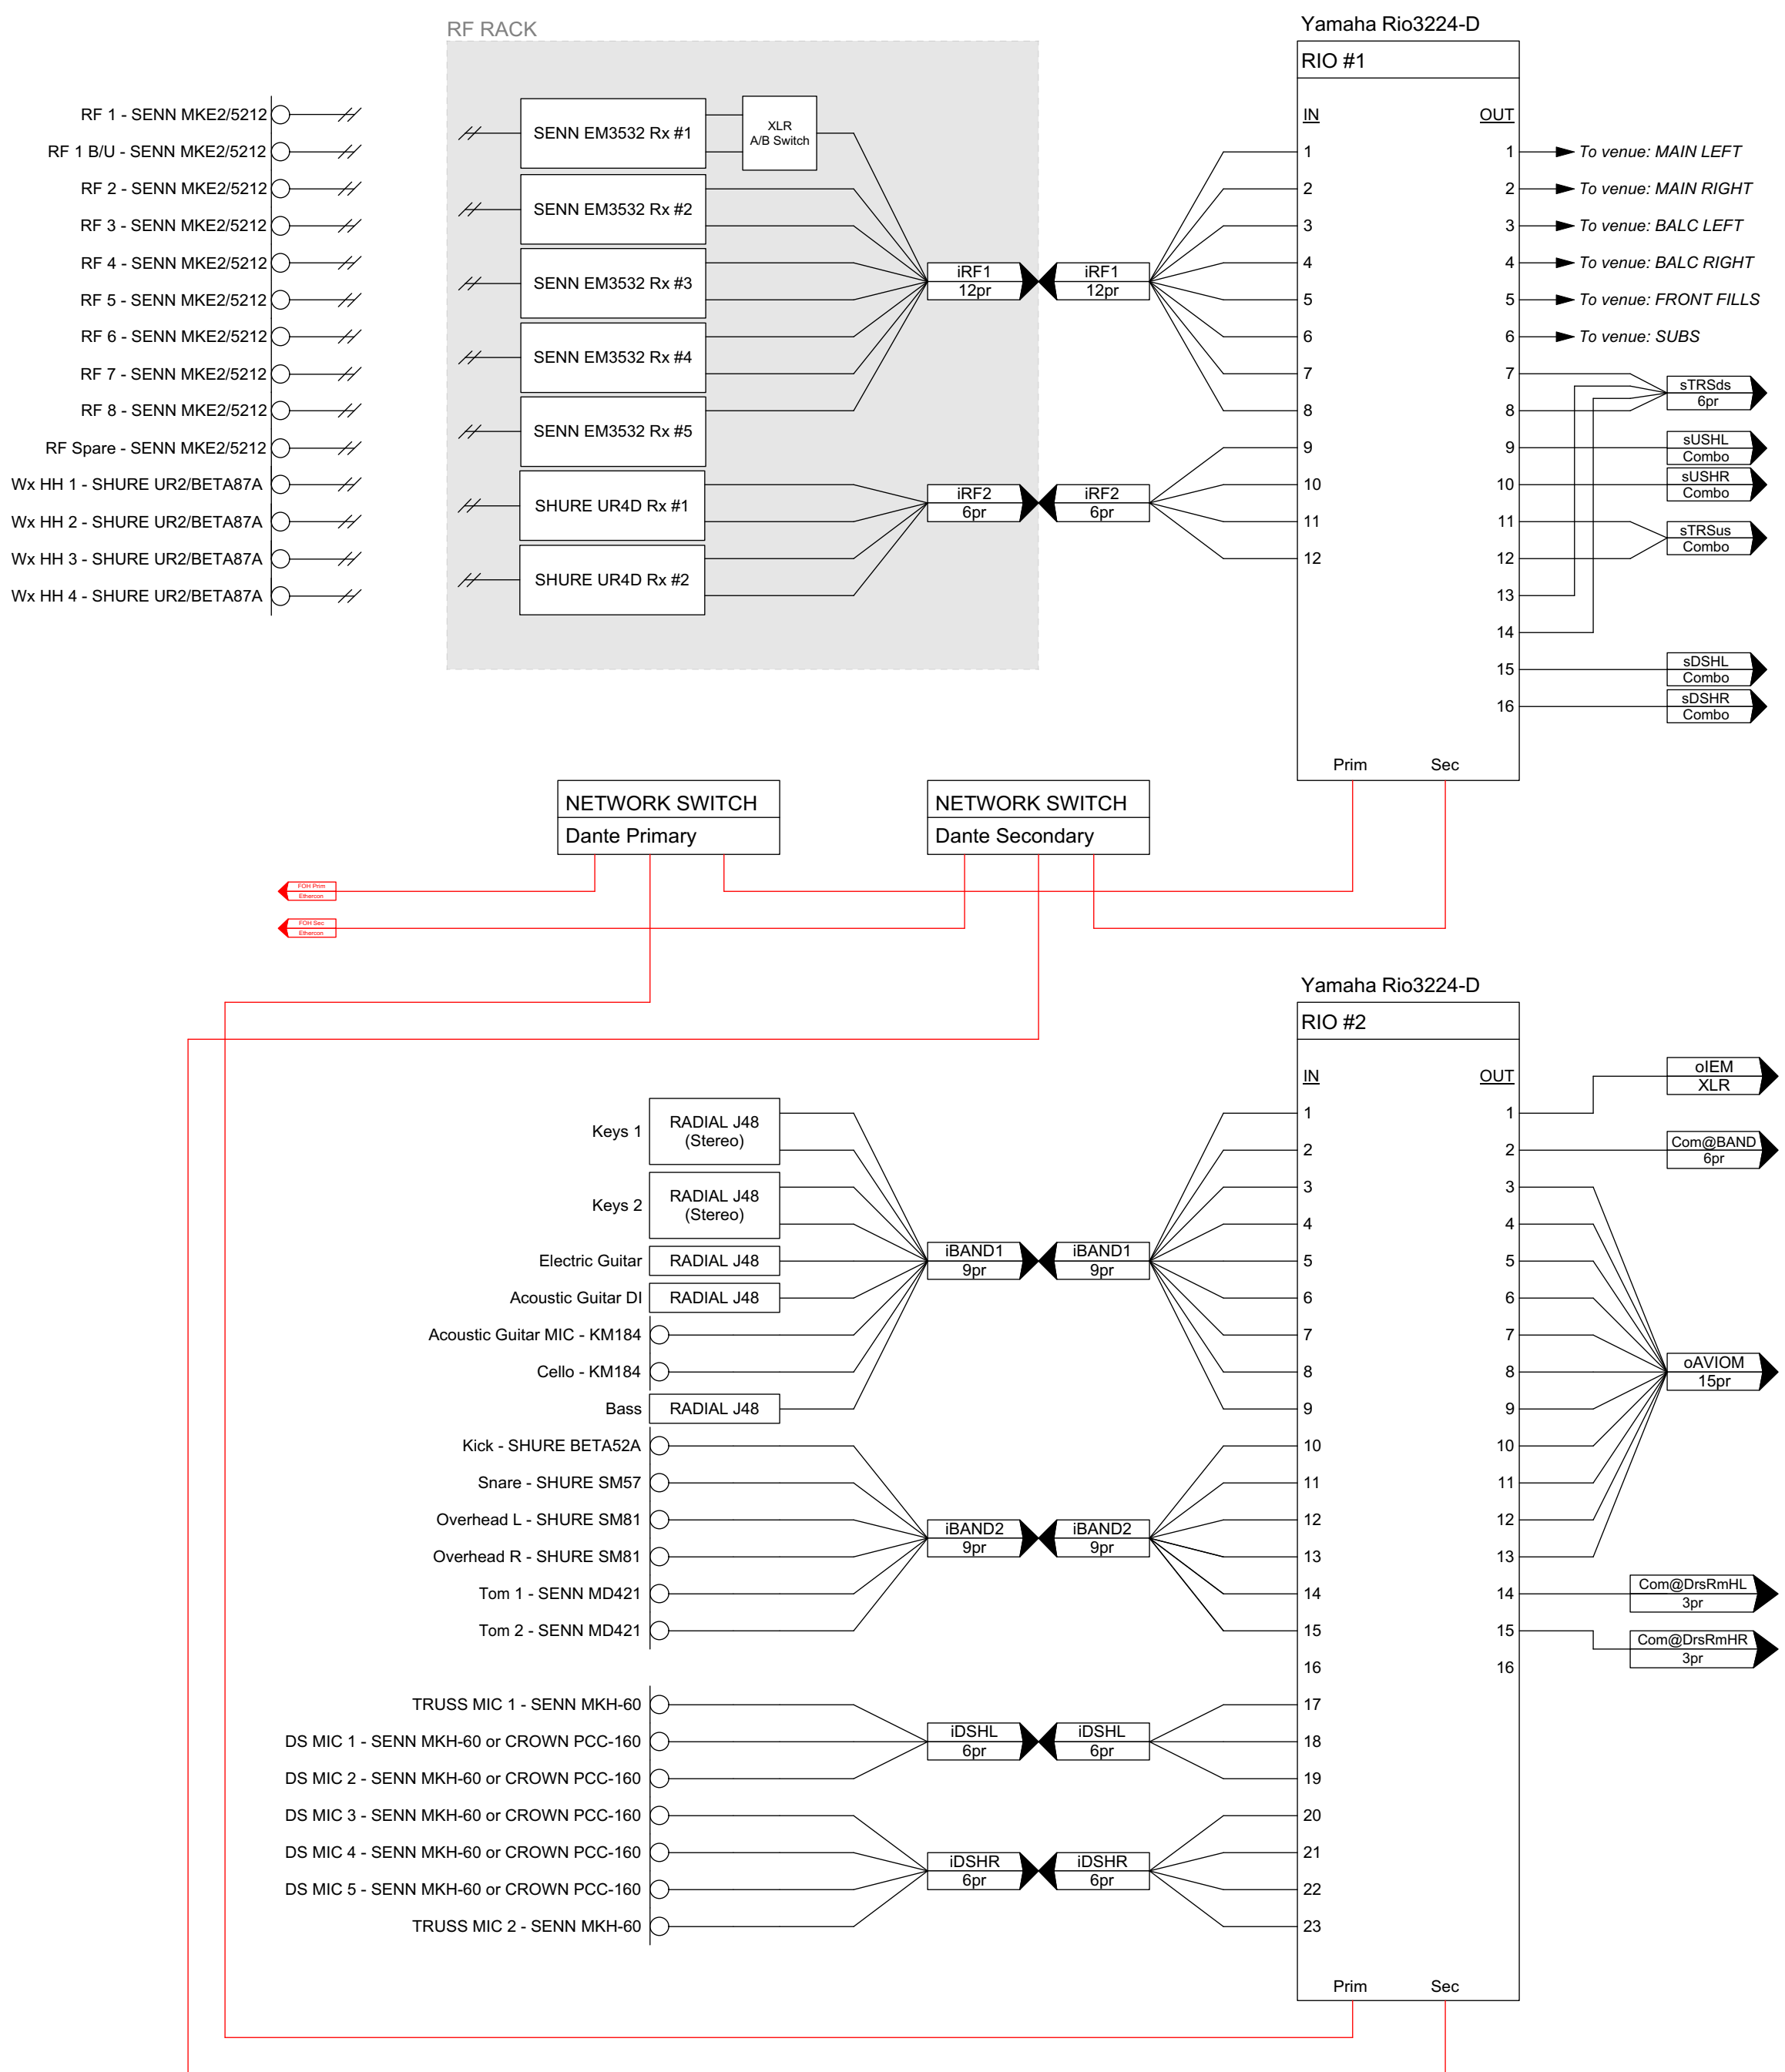 RF RACK
RF 1 - SENN MKE2/5212
RF 1 B/U - SENN MKE2/5212
RF 2 - SENN MKE2/5212
RF 3 - SENN MKE2/5212
RF 4 - SENN MKE2/5212
RF 5 - SENN MKE2/5212
RF 6 - SENN MKE2/5212
RF 7 - SENN MKE2/5212
RF 8 - SENN MKE2/5212
RF Spare - SENN MKE2/5212
Wx HH 1 - SHURE UR2/BETA87A
Wx HH 2 - SHURE UR2/BETA87A
Wx HH 3 - SHURE UR2/BETA87A
Wx HH 4 - SHURE UR2/BETA87A
SENN EM3532 Rx #1
XLR
A/B Switch
SENN EM3532 Rx #2
SENN EM3532 Rx #3
SENN EM3532 Rx #4
SENN EM3532 Rx #5
SHURE UR4D Rx #1
SHURE UR4D Rx #2
iRF1
12pr
iRF1
12pr
iRF2
6pr
iRF2
6pr
Yamaha Rio3224-D
RIO #1
IN
1
2
3
4
5
6
7
8
9
10
11
12
OUT
1
2
3
4
5
6
7
8
9
10
11
12
13
14
15
16
Prim
Sec
To venue: MAIN LEFT
To venue: MAIN RIGHT
To venue: BALC LEFT
To venue: BALC RIGHT
To venue: FRONT FILLS
To venue: SUBS
sTRSds
6pr
sUSHL
Combo
sUSHR
Combo
sTRSus
Combo
sDSHL
Combo
sDSHR
Combo
NETWORK SWITCH
Dante Primary
NETWORK SWITCH
Dante Secondary
FOH Prim
Ethercon
FOH Sec
Ethercon
Keys 1
RADIAL J48
(Stereo)
Keys 2
RADIAL J48
(Stereo)
Electric Guitar
RADIAL J48
Acoustic Guitar DI
RADIAL J48
Acoustic Guitar MIC - KM184
Cello - KM184
Bass
RADIAL J48
Kick - SHURE BETA52A
Snare - SHURE SM57
Overhead L - SHURE SM81
Overhead R - SHURE SM81
Tom 1 - SENN MD421
Tom 2 - SENN MD421
TRUSS MIC 1 - SENN MKH-60
DS MIC 1 - SENN MKH-60 or CROWN PCC-160
DS MIC 2 - SENN MKH-60 or CROWN PCC-160
DS MIC 3 - SENN MKH-60 or CROWN PCC-160
DS MIC 4 - SENN MKH-60 or CROWN PCC-160
DS MIC 5 - SENN MKH-60 or CROWN PCC-160
TRUSS MIC 2 - SENN MKH-60
iBAND1
9pr
iBAND1
9pr
iBAND2
9pr
iBAND2
9pr
iDSHL
6pr
iDSHL
6pr
iDSHR
6pr
iDSHR
6pr
Yamaha Rio3224-D
RIO #2
IN
1
2
3
4
5
6
7
8
9
10
11
12
13
14
15
16
17
18
19
20
21
22
23
OUT
1
2
3
4
5
6
7
8
9
10
11
12
13
14
15
16
Prim
Sec
oIEM
XLR
Com@BAND
6pr
oAVIOM
15pr
Com@DrsRmHL
3pr
Com@DrsRmHR
3pr